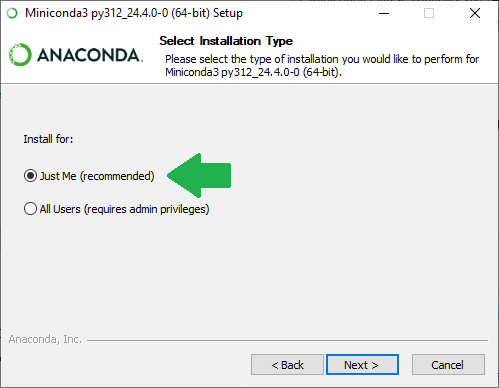 Miniconda3 py312_24.4.0-0 (64-bit) Setup
ANACONDA.
Select Installation Type
Please select the type of installation you would like to perform for
Miniconda3 py312_24.4.0-0 (64-bit).
Install for:
Just Me (recommended)
All Users (requires admin privileges)
Anaconda, Inc.
< Back
Next >
Cancel